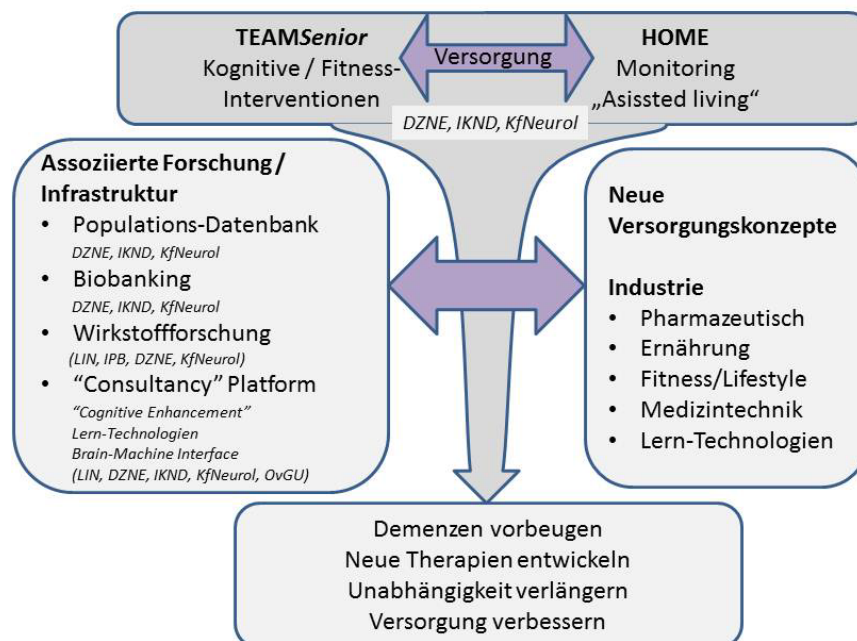 TEAMSenior
Kognitive / Fitness-
Interventionen
Versorgung
HOME
Monitoring
„Asissted living“
DZNE, IKND, KfNeurol
Assoziierte Forschung /
Infrastruktur
• Populations-Datenbank
DZNE, IKND, KfNeurol
• Biobanking
DZNE, IKND, KfNeurol
• Wirkstoffforschung
(LIN, IPB, DZNE, KfNeurol)
• “Consultancy” Platform
“Cognitive Enhancement”
Lern-Technologien
Brain-Machine Interface
(LIN, DZNE, IKND, KfNeurol, OvGU)
Neue
Versorgungskonzepte
Industrie
• Pharmazeutisch
• Ernährung
• Fitness/Lifestyle
• Medizintechnik
• Lern-Technologien
Demenzen vorbeugen
Neue Therapien entwickeln
Unabhängigkeit verlängern
Versorgung verbessern